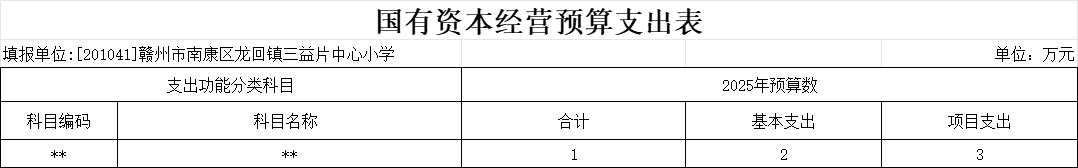 国有资本经营预算支出表
填报单位:[201041]赣州市南康区龙回镇三益片中心小学 单位：万元
支出功能分类科目 2025年预算数
科目编码 科目名称 合计 基本支出 项目支出
** ** 1 2 3